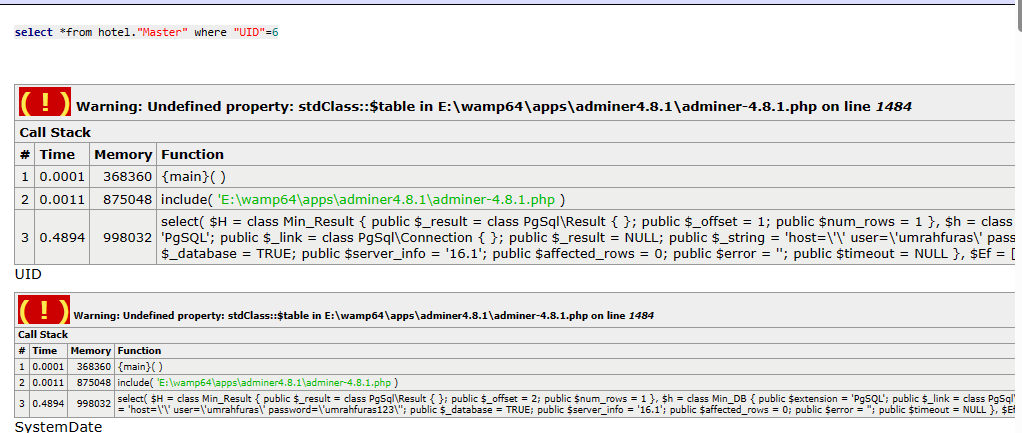 select *from hotel."Master" where "UID"=6
( ! ) Warning: Undefined property: stdClass::$table in E:\wamp64\apps\adminer4.8.1\adminer-4.8.1.php on line 1484
Call Stack
# Time Memory Function
1 0.0001 368360 {main}( )
2 0.0011 875048 include( 'E:\wamp64\apps\adminer4.8.1\adminer-4.8.1.php )
3 0.4894 998032 select( $H = class Min_Result { public $_result = class PgSql\Result { }; public $_offset = 1; public $num_rows = 1 }, $h = class
'PgSQL'; public $_link = class PgSql\Connection { }; public $_result = NULL; public $_string = 'host=\'\' user=\'umrahfuras\' pass
$_database = TRUE; public $server_info = '16.1'; public $affected_rows = 0; public $error = ''; public $timeout = NULL }, $Ef = [
UID
( ! ) Warning: Undefined property: stdClass::$table in E:\wamp64\apps\adminer4.8.1\adminer-4.8.1.php on line 1484
Call Stack
# Time Memory Function
1 0.0001 368360 {main}( )
2 0.0011 875048 include( 'E:\wamp64\apps\adminer4.8.1\adminer-4.8.1.php )
3 0.4894 998032 select( $H = class Min_Result { public $_result = class PgSql\Result { }; public $_offset = 2; public $num_rows = 1 }, $h = class Min_DB { public $extension = 'PgSQL'; public $_link = class PgSql\
= 'host=\'\' user=\'umrahfuras\' password=\'umrahfuras123\''; public $_database = TRUE; public $server_info = '16.1'; public $affected_rows = 0; public $error = ''; public $timeout = NULL }, $Ef
SystemDate